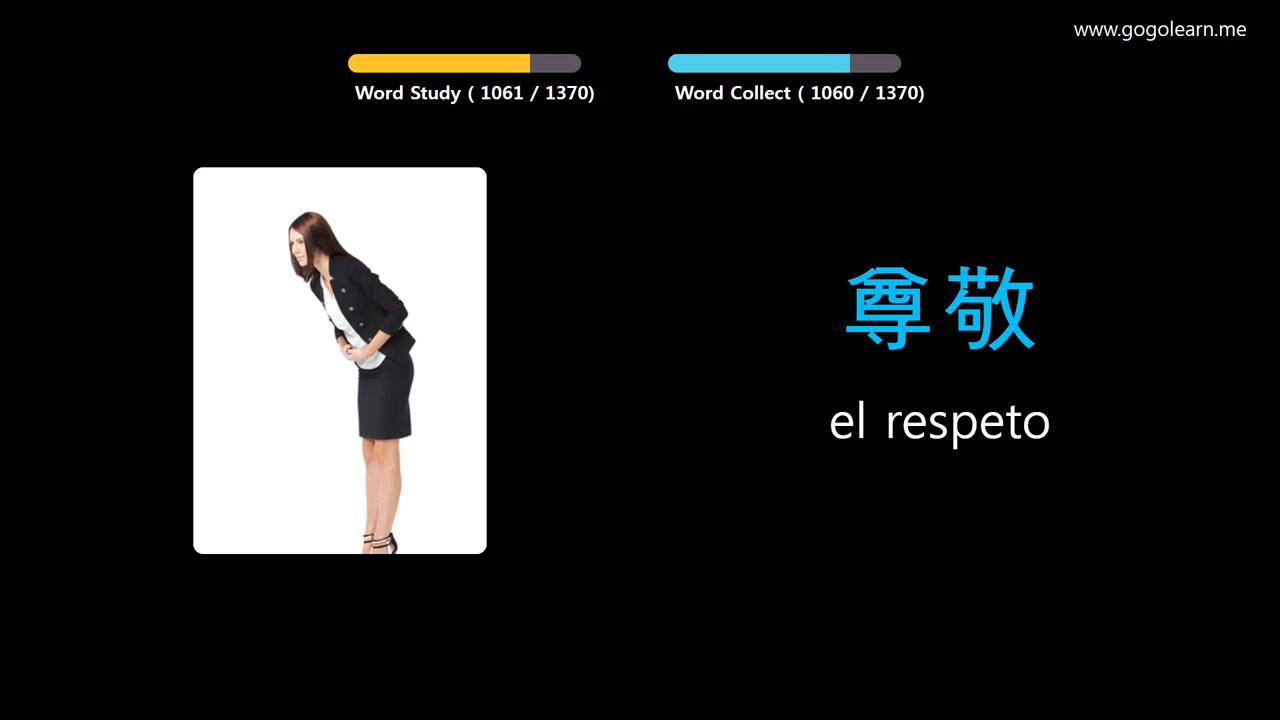 www.gogolearn.me
Word Study ( 1061 / 1370)
Word Collect ( 1060 / 1370)
尊敬
el respeto